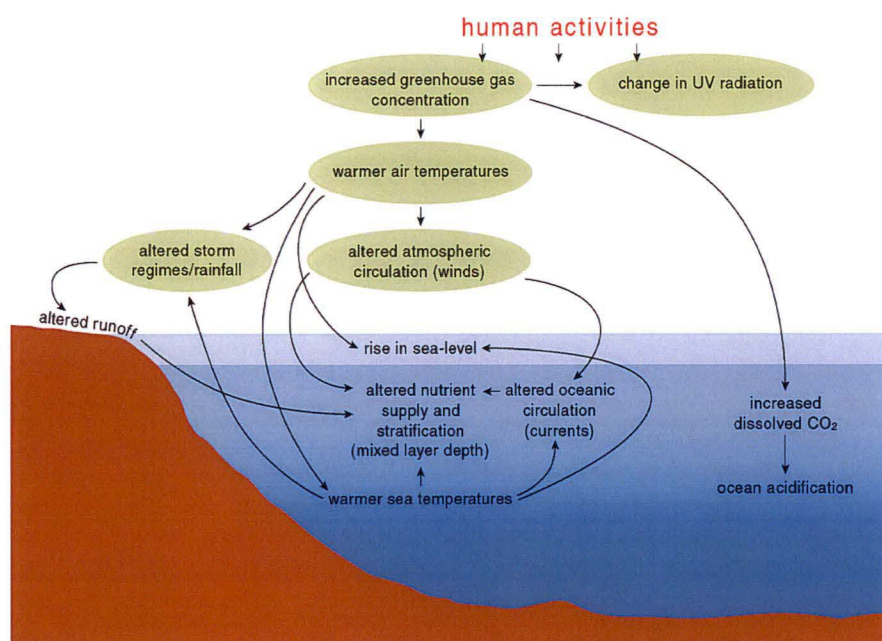 human activities
increased greenhouse gas
concentration
change in UV radiation
warmer air temperatures
altered storm
regimes/rainfall
altered atmospheric
circulation (winds)
altered runoff
rise in sea-level
altered nutrient
supply and
stratification
(mixed layer depth)
altered oceanic
circulation
(currents)
increased
dissolved CO₂
warmer sea temperatures
ocean acidification